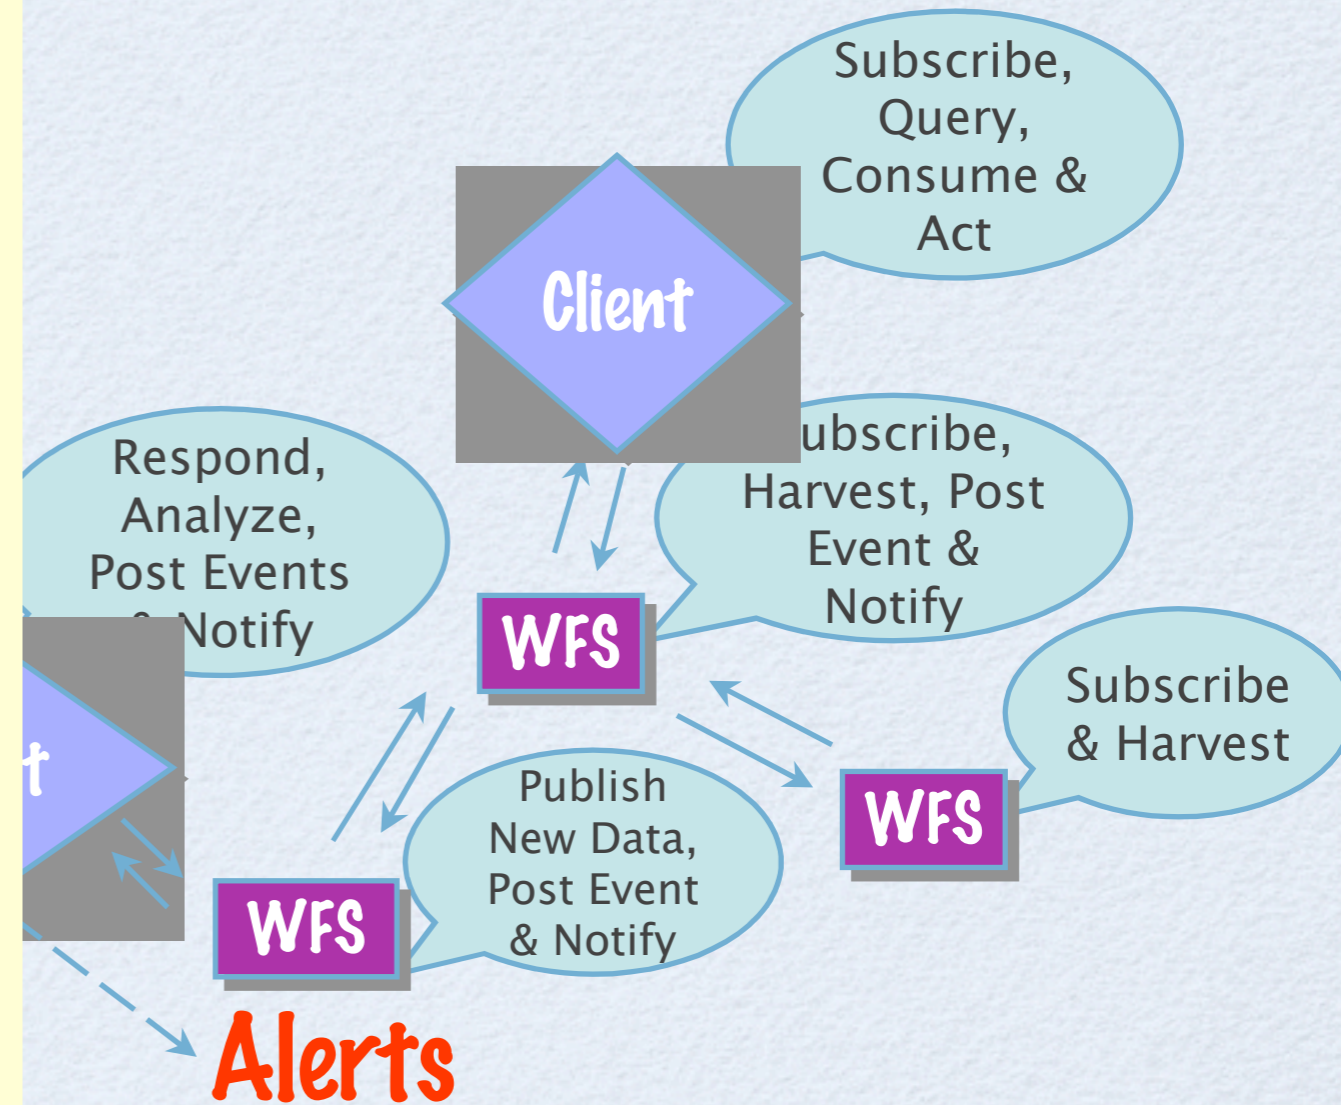 Subscribe,
Query,
Consume &
Act
Client
ubscribe,
Harvest, Post
Event &
Notify
Respond,
Analyze,
Post Events
& Notify
WFS
Subscribe
& Harvest
t
Publish
New Data,
Post Event
& Notify
WFS
WFS
Alerts